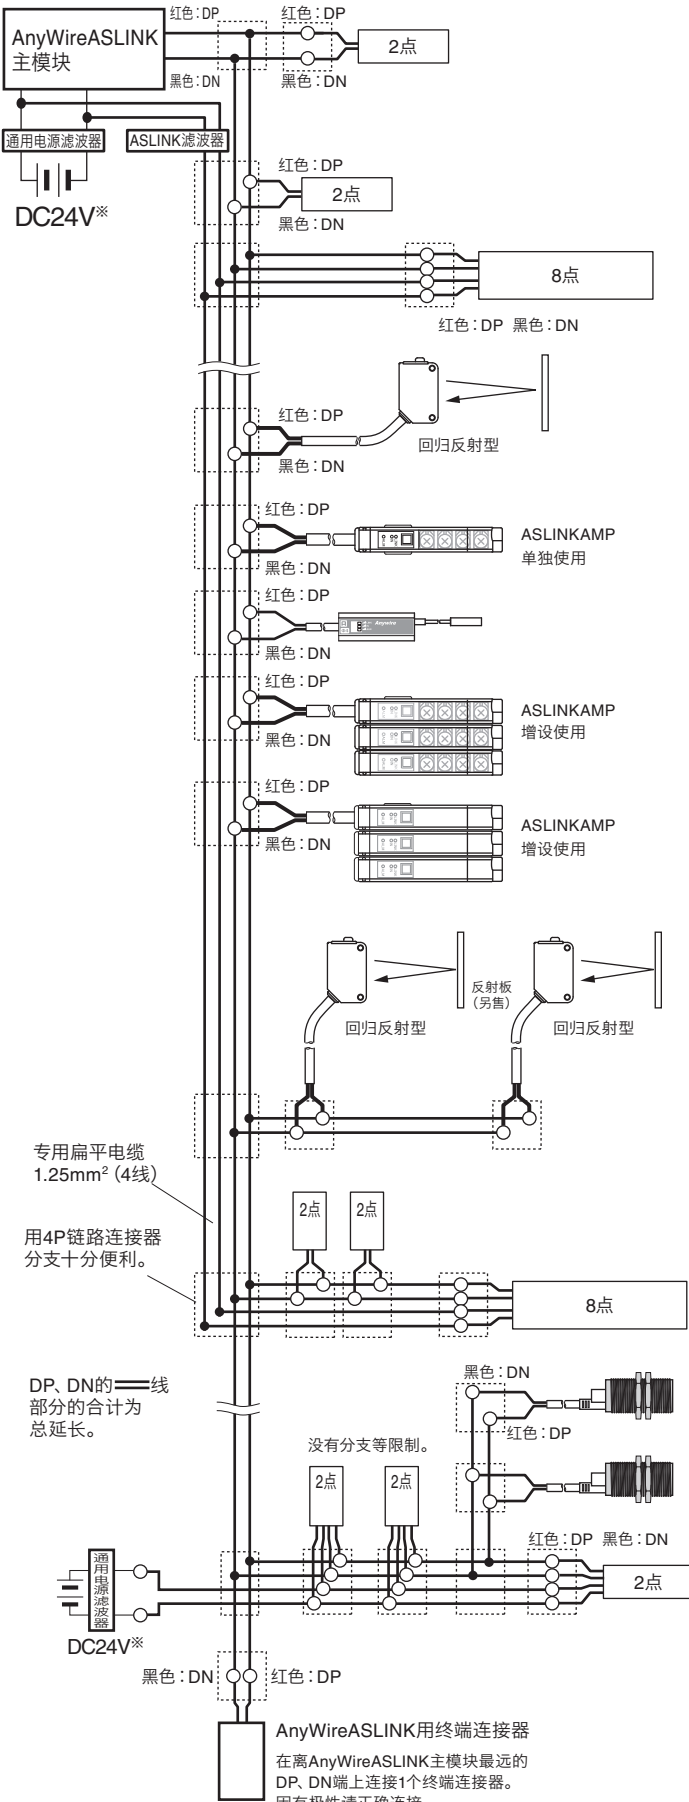 红色：DP
红色：DP
AnyWireASLINK
主模块
2点
黑色：DN
黑色：DN
通用电源滤波器
ASLINK滤波器
红色：DP
2点
DC24V※
黑色：DN
8点
红色：DP 黑色：DN
红色：DP
黑色：DN
回归反射型
红色：DP
ASLINKAMP
单独使用
黑色：DN
红色：DP
Anywire
黑色：DN
红色：DP
ASLINKAMP
增设使用
黑色：DN
红色：DP
ASLINKAMP
增设使用
黑色：DN
反射板
（另售）
回归反射型
回归反射型
专用扁平电缆
1.25mm²（4线）
2点
2点
用4P链路连接器
分支十分便利。
8点
DP、DN的 线
部分的合计为
总延长。
黑色：DN
红色：DP
没有分支等限制。
2点
2点
红色：DP 黑色：DN
通用电源滤波器
2点
DC24V※
黑色：DN
红色：DP
AnyWireASLINK用终端连接器
在离AnyWireASLINK主模块最远的
DP、DN端上连接1个终端连接器。
因有极性请正确连接